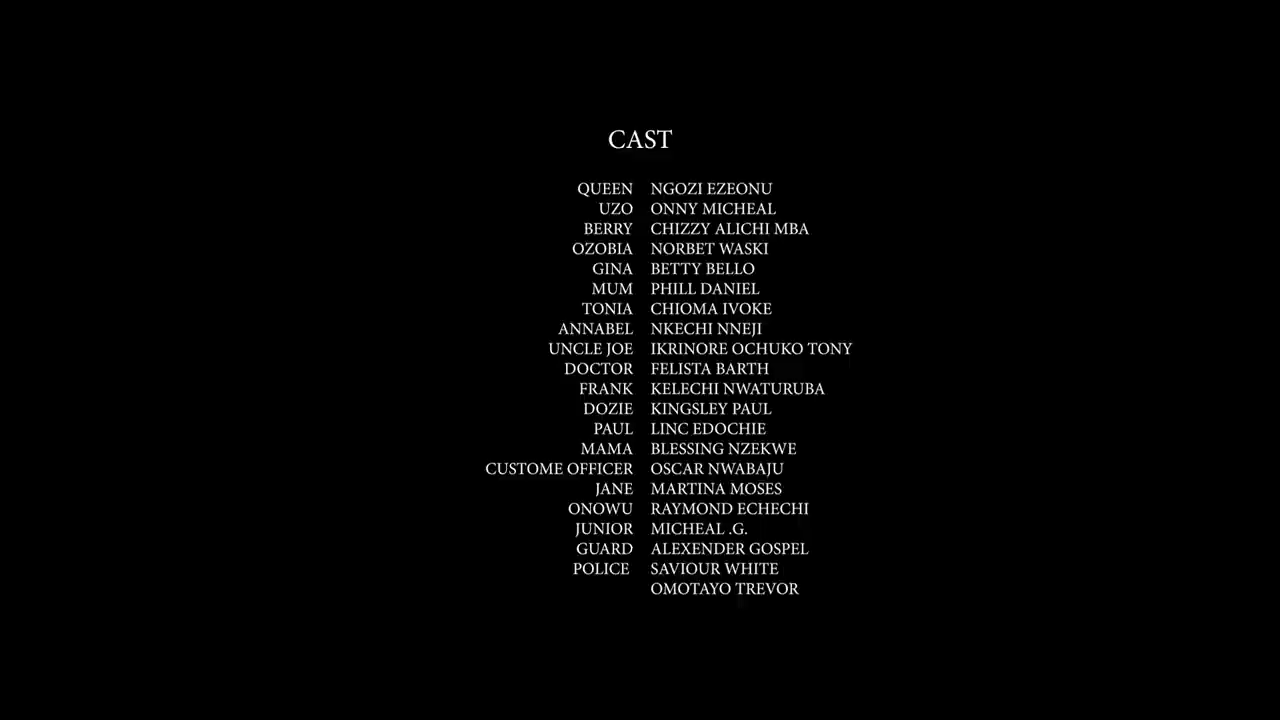 CAST
QUEEN NGOZI EZEONU
UZO ONNY MICHEAL
BERRY CHIZZY ALICHI MBA
OZOBIA NORBET WASKI
GINA BETTY BELLO
MUM PHILL DANIEL
TONIA CHIOMA IVOKE
ANNABEL NKECHI NNEJI
UNCLE JOE IKRINORE OCHUKO TONY
DOCTOR FELISTA BARTH
FRANK KELECHI NWATURUBA
DOZIE KINGSLEY PAUL
PAUL LINC EDOCHIE
MAMA BLESSING NZEKWE
CUSTOME OFFICER OSCAR NWABAJU
JANE MARTINA MOSES
ONOWU RAYMOND ECHECHI
JUNIOR MICHEAL .G.
GUARD ALEXENDER GOSPEL
POLICE SAVIOUR WHITE
OMOTAYO TREVOR